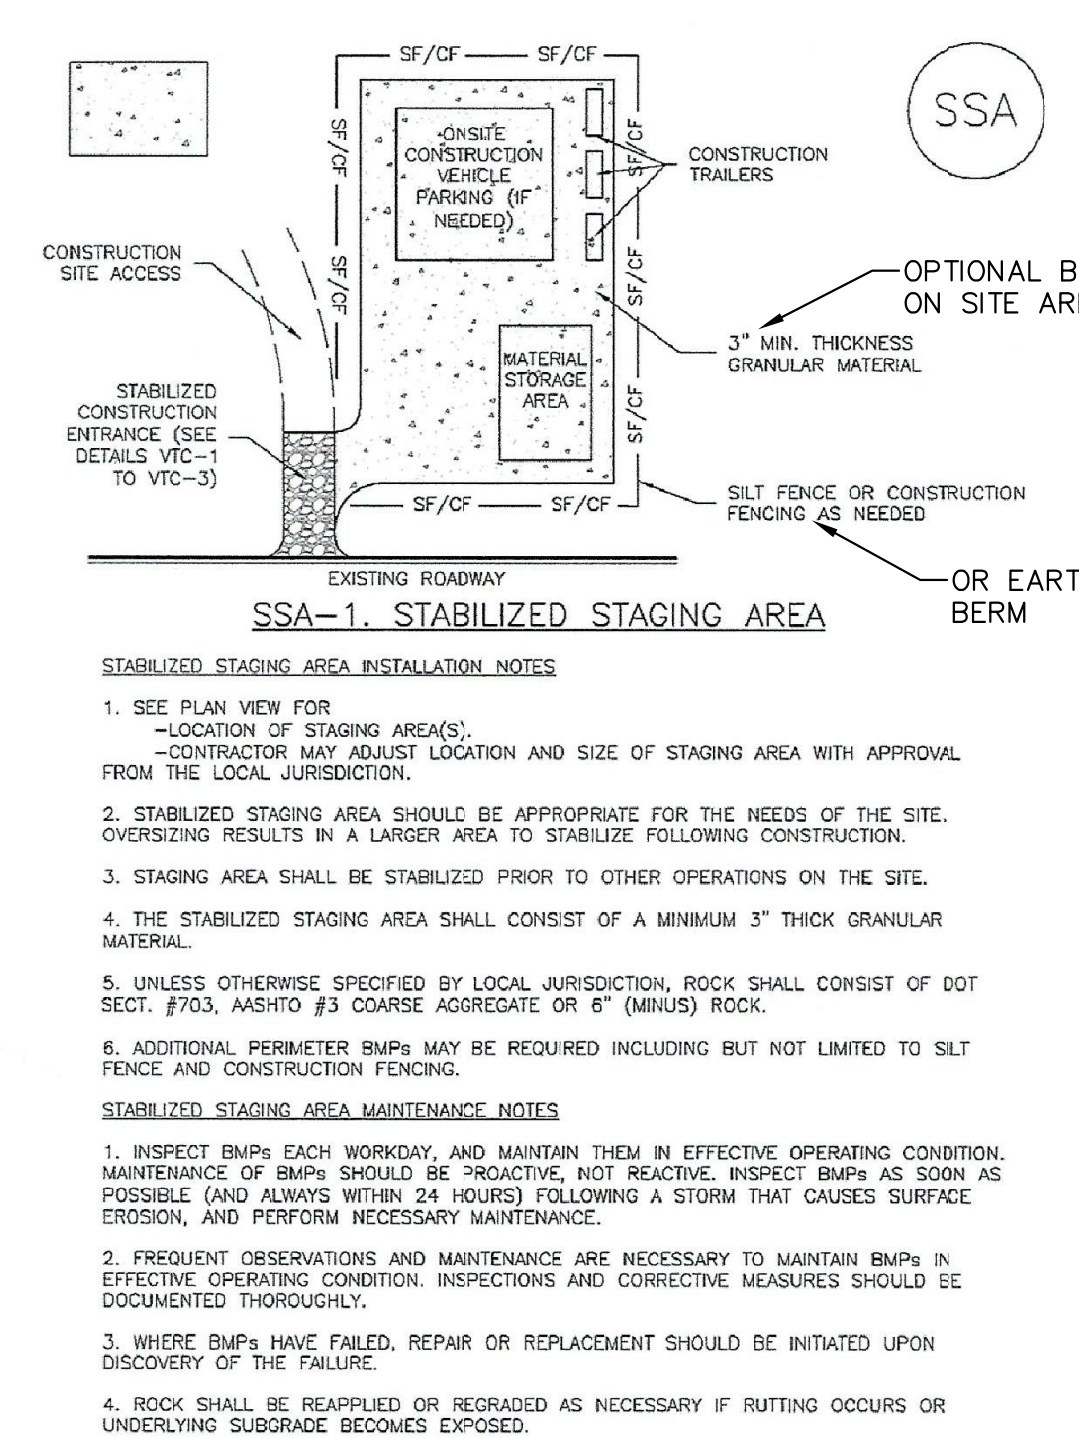 SF/CF
SF/CF
SSA
SF/CF
SF/CF
ONSITE
CONSTRUCTION
VEHICLE
PARKING (IF
NEEDED)
CONSTRUCTION
TRAILERS
CONSTRUCTION
SITE ACCESS
SF/CF
SF/CF
OPTIONAL
ON SITE
3" MIN. THICKNESS
GRANULAR MATERIAL
MATERIAL
STORAGE
AREA
STABILIZED
CONSTRUCTION
ENTRANCE (SEE
DETAILS VTC-1
TO VTC-3)
SF/CF
SF/CF
SF/CF
SILT FENCE OR CONSTRUCTION
FENCING AS NEEDED
OR
BERM
EXISTING ROADWAY
SSA-1. STABILIZED STAGING AREA
STABILIZED STAGING AREA INSTALLATION NOTES
1. SEE PLAN VIEW FOR
-LOCATION OF STAGING AREA(S).
-CONTRACTOR MAY ADJUST LOCATION AND SIZE OF STAGING AREA WITH APPROVAL
FROM THE LOCAL JURISDICTION.
2. STABILIZED STAGING AREA SHOULD BE APPROPRIATE FOR THE NEEDS OF THE SITE.
OVERSIZING RESULTS IN A LARGER AREA TO STABILIZE FOLLOWING CONSTRUCTION.
3. STAGING AREA SHALL BE STABILIZED PRIOR TO OTHER OPERATIONS ON THE SITE.
4. THE STABILIZED STAGING AREA SHALL CONSIST OF A MINIMUM 3" THICK GRANULAR
MATERIAL.
5. UNLESS OTHERWISE SPECIFIED BY LOCAL JURISDICTION, ROCK SHALL CONSIST OF DOT
SECT. #703, AASHTO #3 COARSE AGGREGATE OR 6" (MINUS) ROCK.
6. ADDITIONAL PERIMETER BMPs MAY BE REQUIRED INCLUDING BUT NOT LIMITED TO SILT
FENCE AND CONSTRUCTION FENCING.
STABILIZED STAGING AREA MAINTENANCE NOTES
1. INSPECT BMPs EACH WORKDAY, AND MAINTAIN THEM IN EFFECTIVE OPERATING CONDITION.
MAINTENANCE OF BMPs SHOULD BE PROACTIVE, NOT REACTIVE. INSPECT BMPs AS SOON AS
POSSIBLE (AND ALWAYS WITHIN 24 HOURS) FOLLOWING A STORM THAT CAUSES SURFACE
EROSION, AND PERFORM NECESSARY MAINTENANCE.
2. FREQUENT OBSERVATIONS AND MAINTENANCE ARE NECESSARY TO MAINTAIN BMPs IN
EFFECTIVE OPERATING CONDITION. INSPECTIONS AND CORRECTIVE MEASURES SHOULD BE
DOCUMENTED THOROUGHLY.
3. WHERE BMPs HAVE FAILED, REPAIR OR REPLACEMENT SHOULD BE INITIATED UPON
DISCOVERY OF THE FAILURE.
4. ROCK SHALL BE REAPPLIED OR REGRADED AS NECESSARY IF RUTTING OCCURS OR
UNDERLYING SUBGRADE BECOMES EXPOSED.